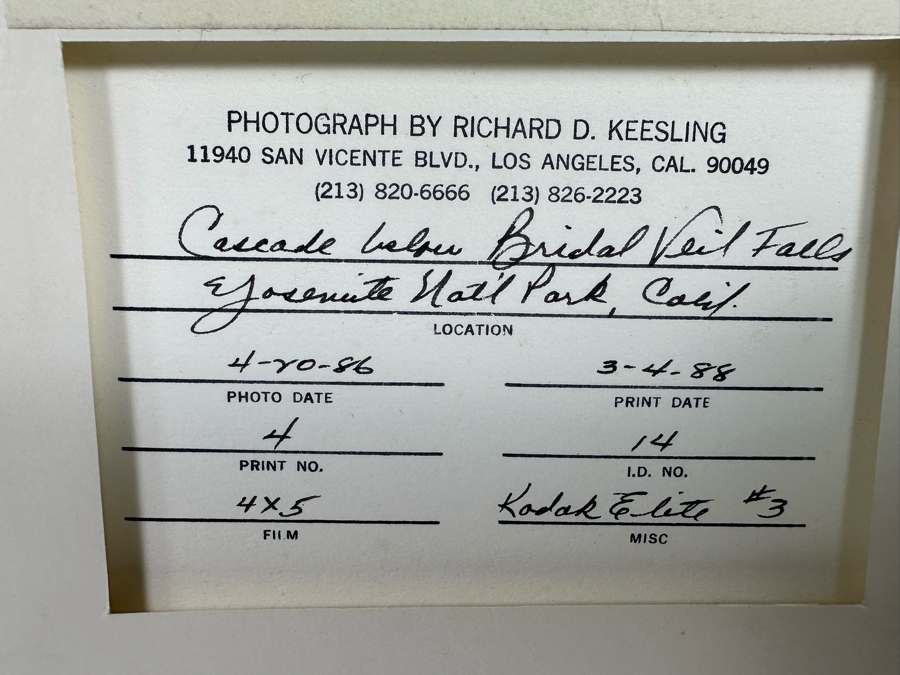 PHOTOGRAPH BY RICHARD D. KEESLING
11940 SAN VICENTE BLVD., LOS ANGELES, CAL. 90049
(213) 820-6666 (213) 826-2223
Cascade below Bridal Veil Falls
Yosemite Nat'l Park, Calif.
LOCATION
4-20-86 3-4-88
PHOTO DATE PRINT DATE
4 14
PRINT NO. I.D. NO.
4x5 Kodak Elite #3
FILM MISC